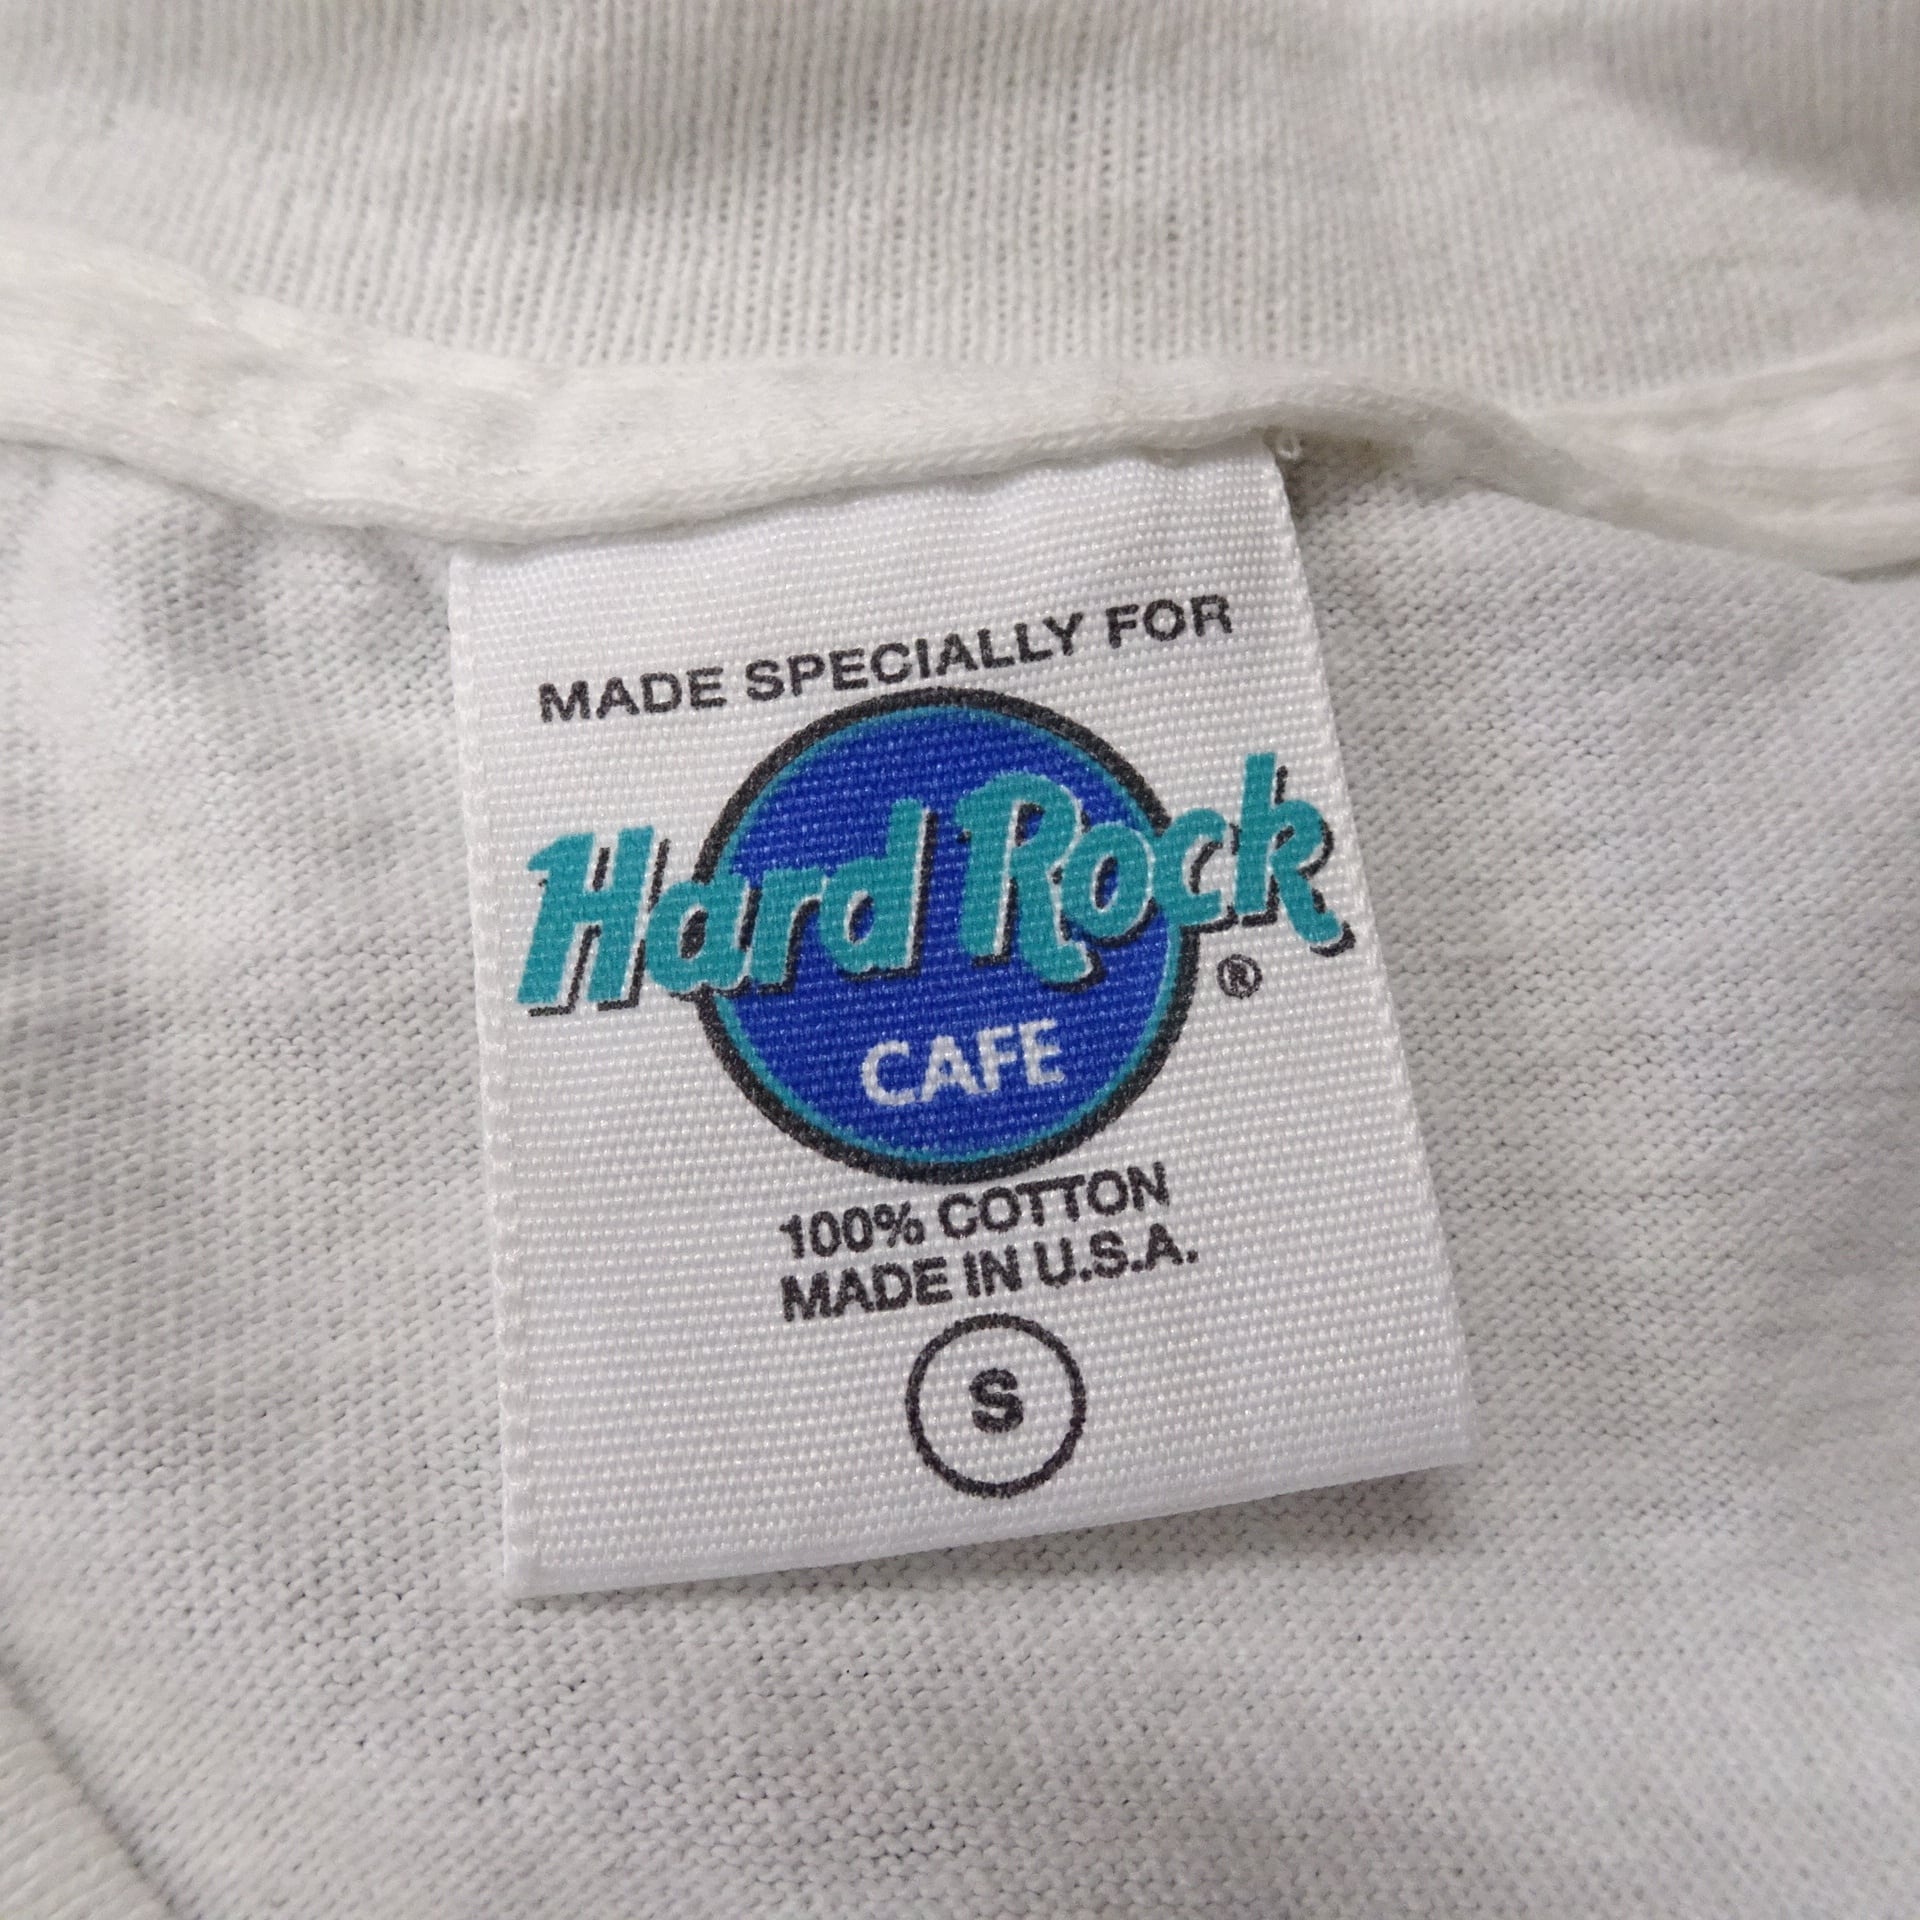 MADE SPECIALLY FOR
Hard Rock
®
CAFE
100% COTTON
MADE IN U.S.A.
S